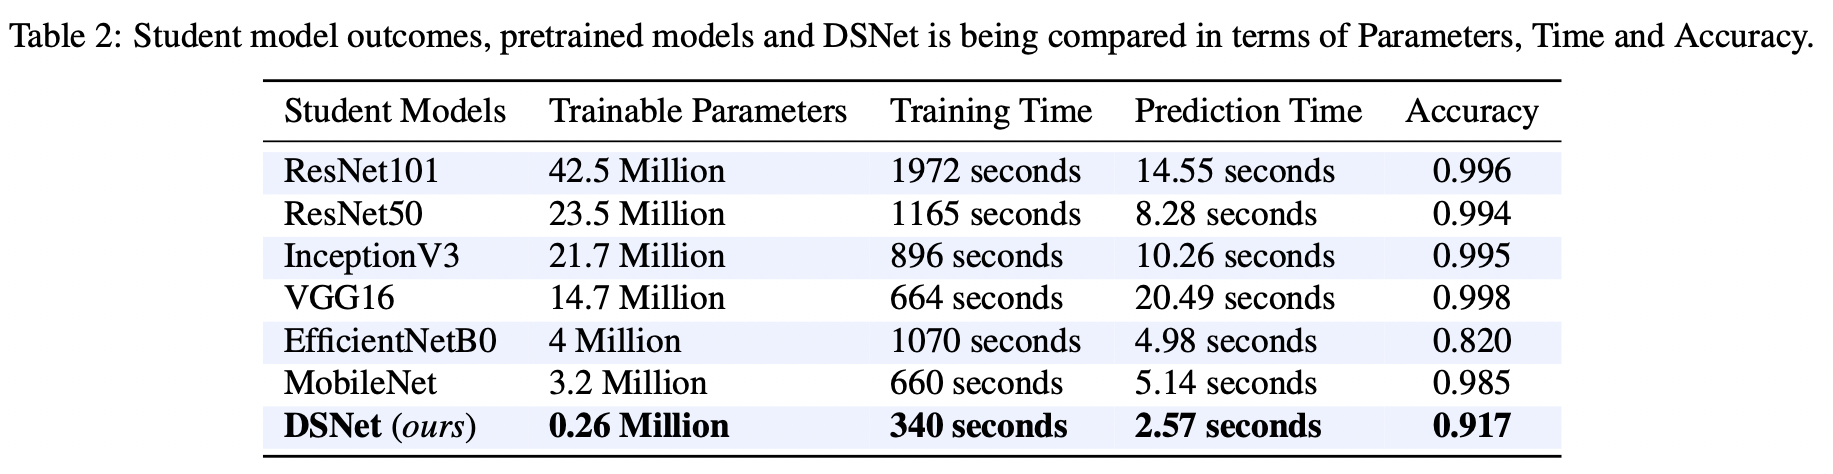 Table 2: Student model outcomes, pretrained models and DSNet is being compared in terms of Parameters, Time and Accuracy.
Student Models Trainable Parameters Training Time Prediction Time Accuracy
ResNet101 42.5 Million 1972 seconds 14.55 seconds 0.996
ResNet50 23.5 Million 1165 seconds 8.28 seconds 0.994
InceptionV3 21.7 Million 896 seconds 10.26 seconds 0.995
VGG16 14.7 Million 664 seconds 20.49 seconds 0.998
EfficientNetB0 4 Million 1070 seconds 4.98 seconds 0.820
MobileNet 3.2 Million 660 seconds 5.14 seconds 0.985
DSNet (ours) 0.26 Million 340 seconds 2.57 seconds 0.917